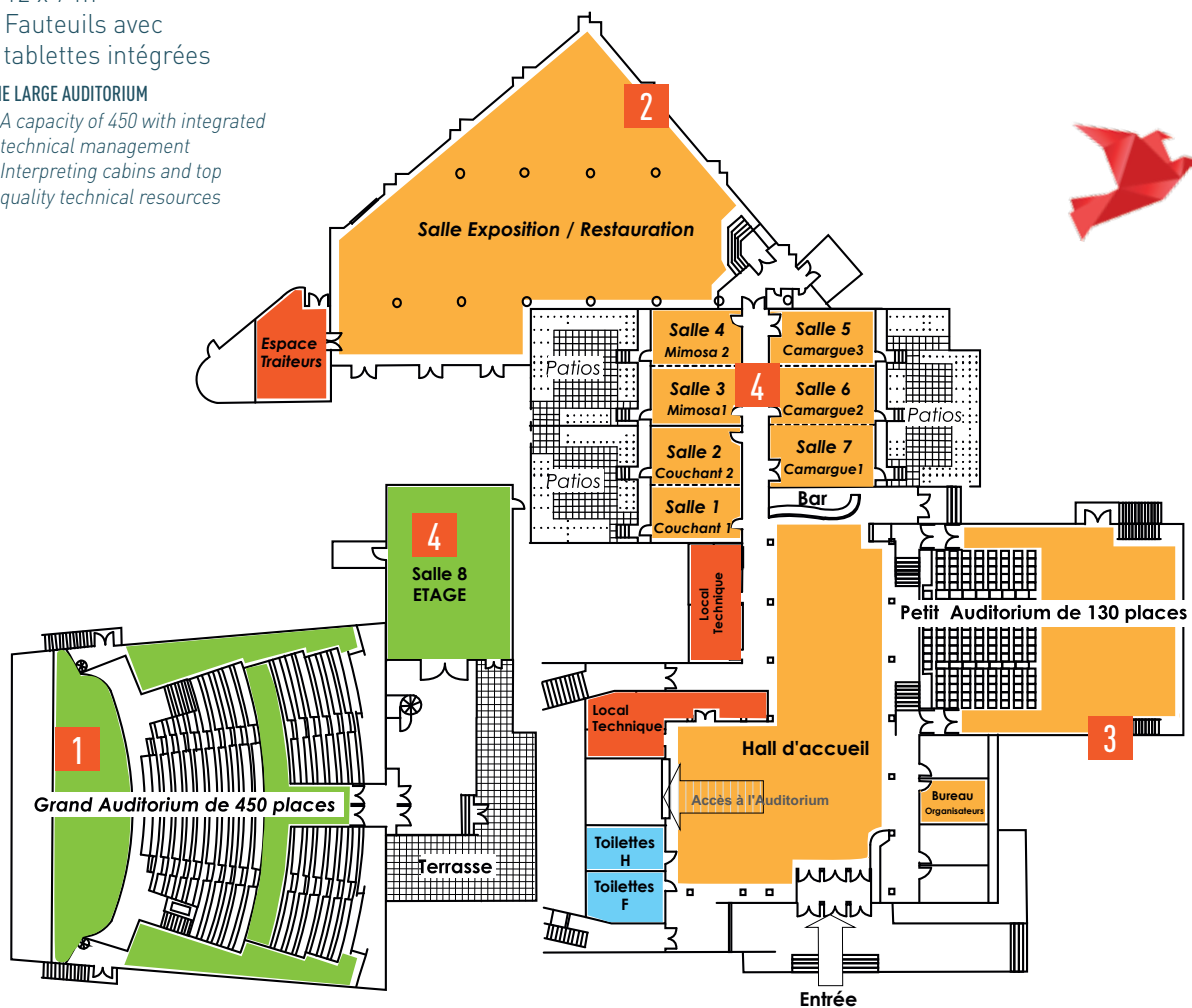 Fauteuils avec
tablettes intégrées
LARGE AUDITORIUM
A capacity of 450 with integrated
technical management
Interpreting cabins and top
quality technical resources
2
Salle Exposition / Restauration
Espace
Traiteurs
Patios
Salle 4
Mimosa 2
Salle 5
Camargue3
4
Salle 3
Mimosa1
Salle 6
Camargue2
Patios
Salle 2
Couchant 2
Salle 7
Camargue1
Patios
Salle 1
Couchant 1
Bar
4
Salle 8
ETAGE
Local
Technique
Petit Auditorium de 130 places
3
Local
Technique
Hall d'accueil
1
Grand Auditorium de 450 places
Accès à l'Auditorium
Bureau
Organisateurs
Terrasse
Toilettes
H
Toilettes
F
Entrée